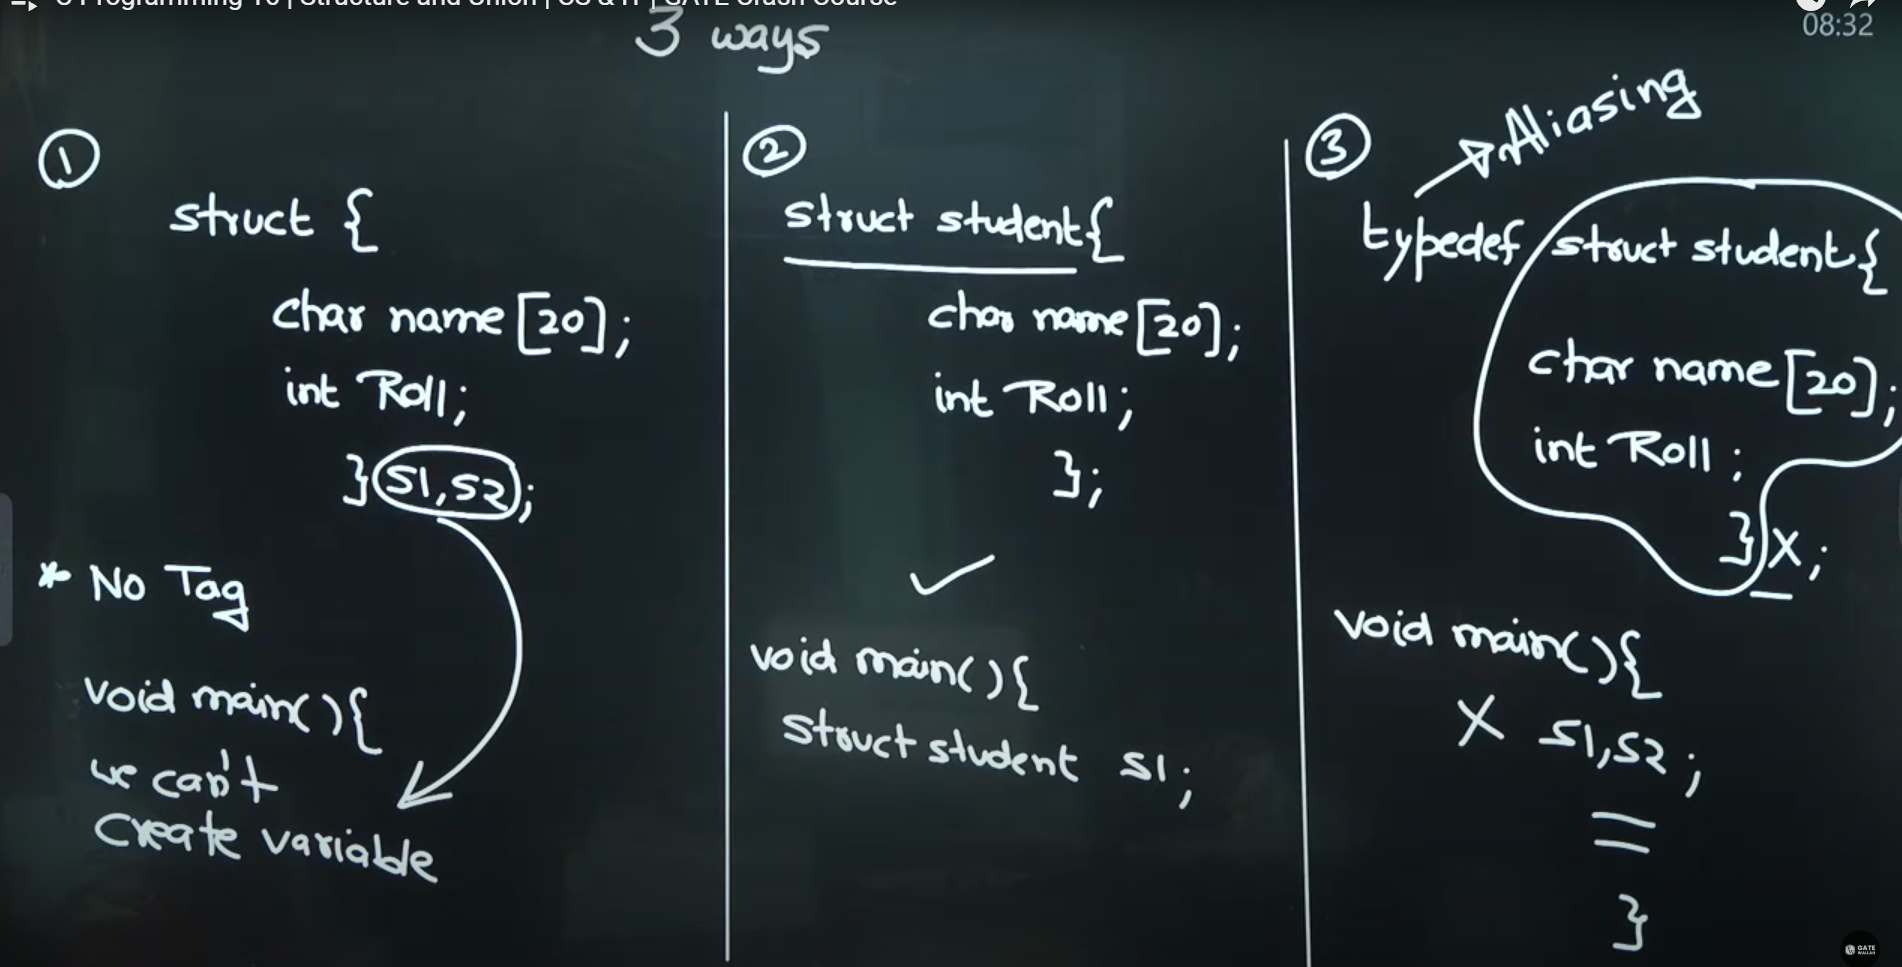 C Programming 10 | Structure and Union | CS & IT | GATE Crash Course
08:32
3 ways
①
struct {
char name [20];
int Roll;
} S1, S2;
* No Tag
void main( ){
we can't
Create variable
②
struct student{
char name [20];
int Roll;
};
✓
void main( ){
struct student S1;
③
Aliasing
typedef struct student{
char name [20];
int Roll;
} X;
void main( ){
X S1, S2;
}
GATE
WALLAH